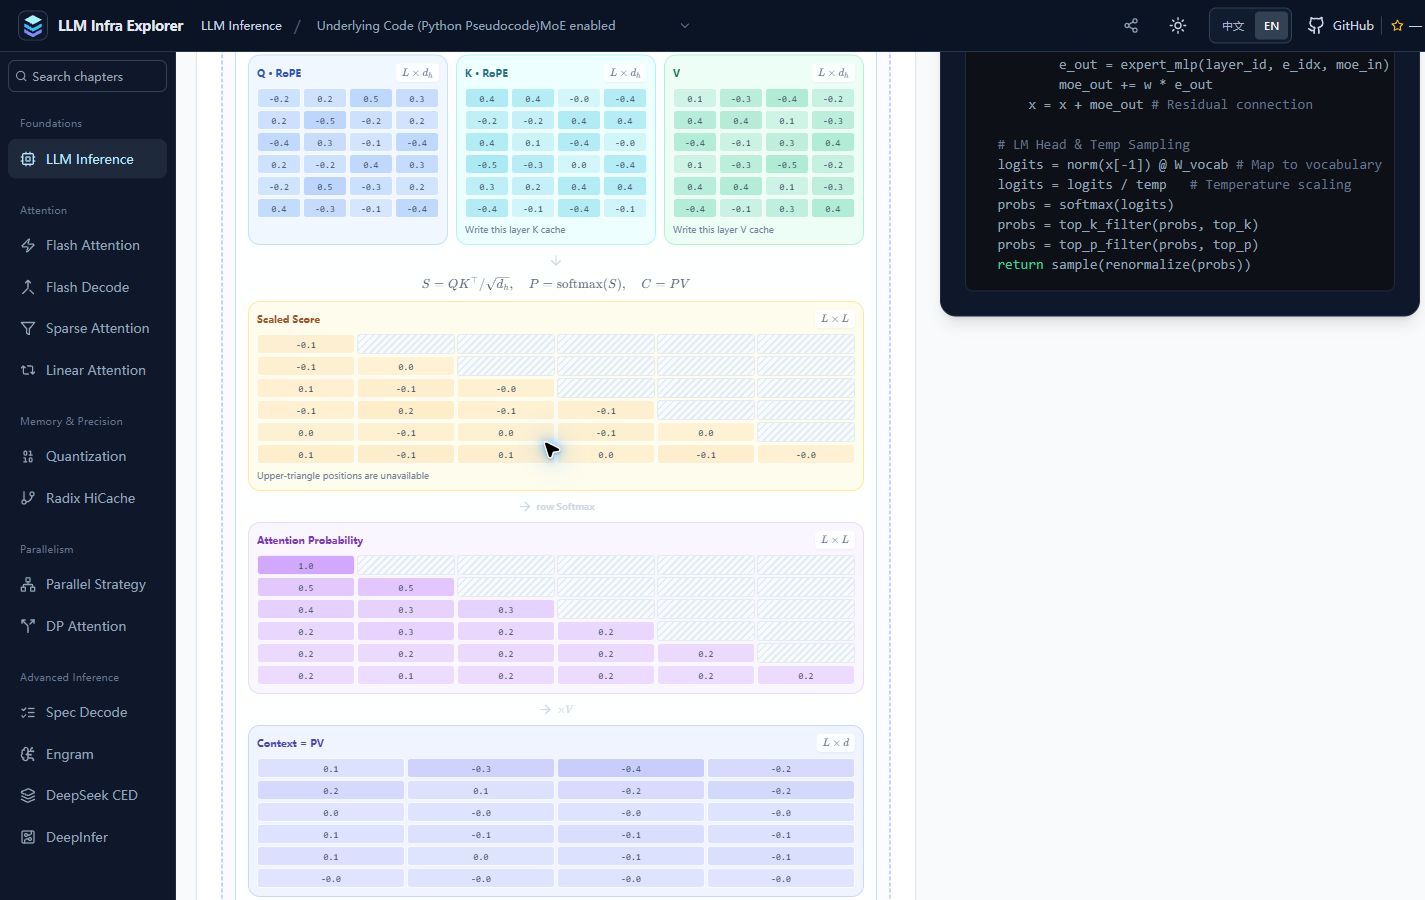 LLM Infra Explorer
LLM Inference / Underlying Code (Python Pseudocode)MoE enabled
中文 EN GitHub
Search chapters
Foundations
LLM Inference
Attention
Flash Attention
Flash Decode
Sparse Attention
Linear Attention
Memory & Precision
Quantization
Radix HiCache
Parallelism
Parallel Strategy
DP Attention
Advanced Inference
Spec Decode
Engram
DeepSeek CED
DeepInfer
Q • RoPE L × d_h
-0.2 0.2 0.5 0.3
0.2 -0.5 -0.2 0.2
-0.4 0.3 -0.1 -0.4
0.2 -0.2 0.4 0.3
-0.2 0.5 -0.3 0.2
0.4 -0.3 -0.1 -0.4
K • RoPE L × d_h
0.4 0.4 -0.0 -0.4
-0.2 -0.2 0.4 0.4
0.4 0.1 -0.4 -0.0
-0.5 -0.3 0.0 -0.4
0.3 0.2 0.4 0.4
-0.4 -0.1 -0.4 -0.1
Write this layer K cache
V L × d_h
0.1 -0.3 -0.4 -0.2
0.4 0.4 0.1 -0.3
-0.4 -0.1 0.3 0.4
0.1 -0.3 -0.5 -0.2
0.4 0.4 0.1 -0.3
-0.4 -0.1 0.3 0.4
Write this layer V cache
S = QK⊤/√d_h, P = softmax(S), C = PV
Scaled Score L × L
-0.1
-0.1 0.0
0.1 -0.1 -0.0
-0.1 0.2 -0.1 -0.1
0.0 -0.1 0.0 -0.1 0.0
0.1 -0.1 0.1 0.0 -0.1 -0.0
Upper-triangle positions are unavailable
→ row Softmax
Attention Probability L × L
1.0
0.5 0.5
0.4 0.3 0.3
0.2 0.3 0.2 0.2
0.2 0.2 0.2 0.2 0.2
0.2 0.1 0.2 0.2 0.2 0.2
→ ×V
Context = PV L × d
0.1 -0.3 -0.4 -0.2
0.2 0.1 -0.2 -0.2
0.0 -0.0 -0.0 -0.0
0.1 -0.1 -0.1 -0.1
0.1 0.0 -0.1 -0.1
-0.0 -0.0 -0.0 -0.0
e_out = expert_mlp(layer_id, e_idx, moe_in)
moe_out += w * e_out
x = x + moe_out # Residual connection
# LM Head & Temp Sampling
logits = norm(x[-1]) @ W_vocab # Map to vocabulary
logits = logits / temp # Temperature scaling
probs = softmax(logits)
probs = top_k_filter(probs, top_k)
probs = top_p_filter(probs, top_p)
return sample(renormalize(probs))